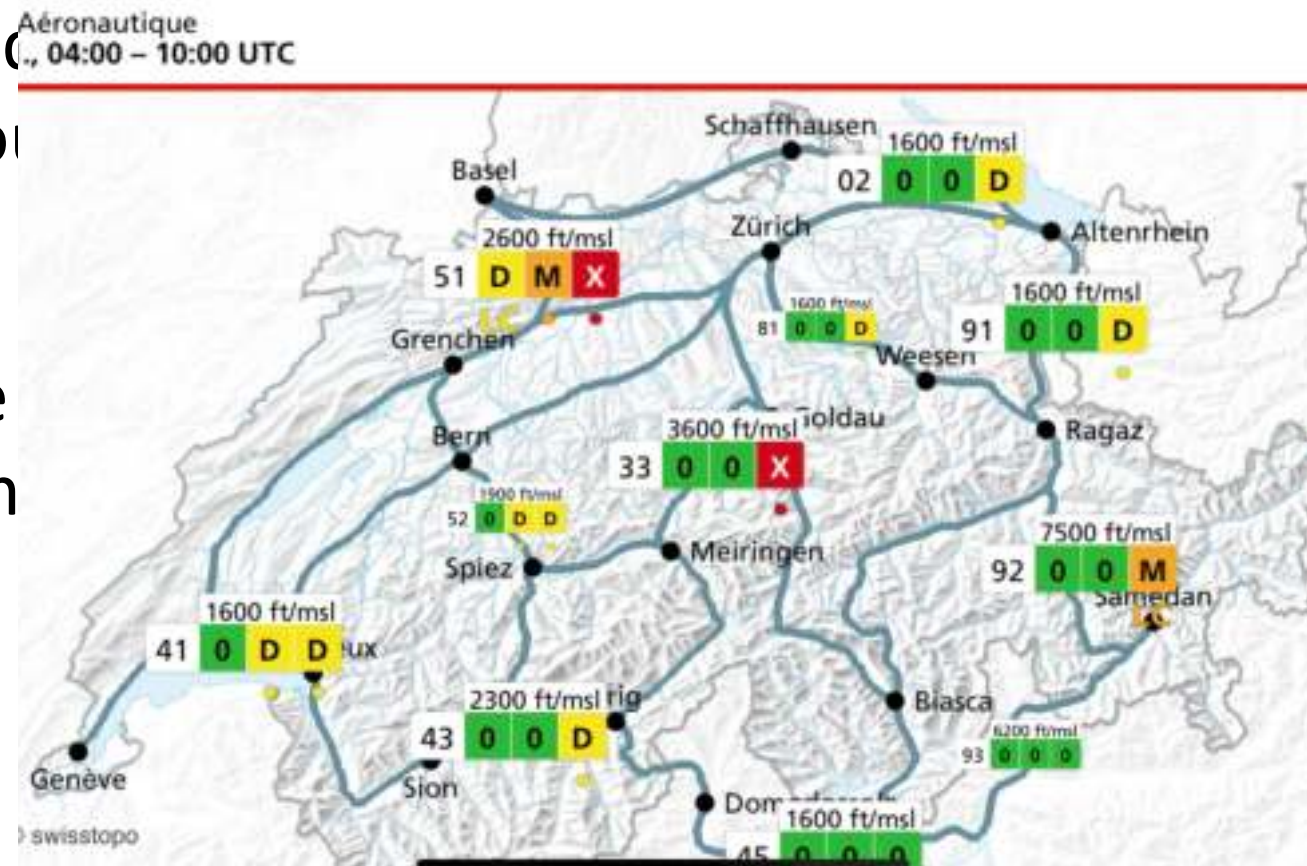 Aéronautique
., 04:00 – 10:00 UTC
Schaffhausen
1600 ft/msl
02 0 0 D
Basel
Zürich
Altenrhein
2600 ft/msl
51 D M X
1600 ft/msl
81 0 0 D
1600 ft/msl
91 0 0 D
Grenchen
Weesen
Goldau
3600 ft/msl
33 0 0 X
Ragaz
Bern
1900 ft/msl
52 0 D D
Spiez
Meiringen
7500 ft/msl
92 0 0 M
Samedan
1600 ft/msl
41 0 D D
eux
2300 ft/msl
rig
43 0 0 D
Biasca
6200 ft/msl
93 0 0 0
Genève
Sion
1600 ft/msl
45 0 0 0
swisstopo